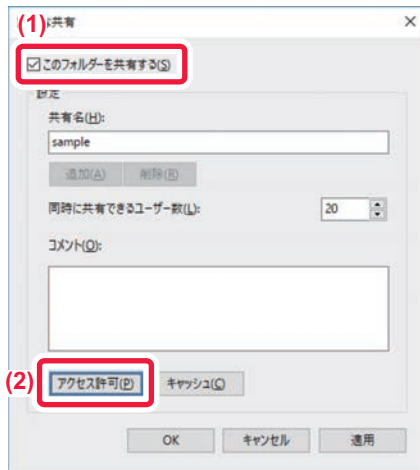 (1)
な共有
このフォルダーを共有する(S)
設定
共有名(H):
sample
追加(A) 削除(R)
同時に共有できるユーザー数(L): 20
コメント(O):
(2)
アクセス許可(P) キャッシュ(C)
OK キャンセル 適用